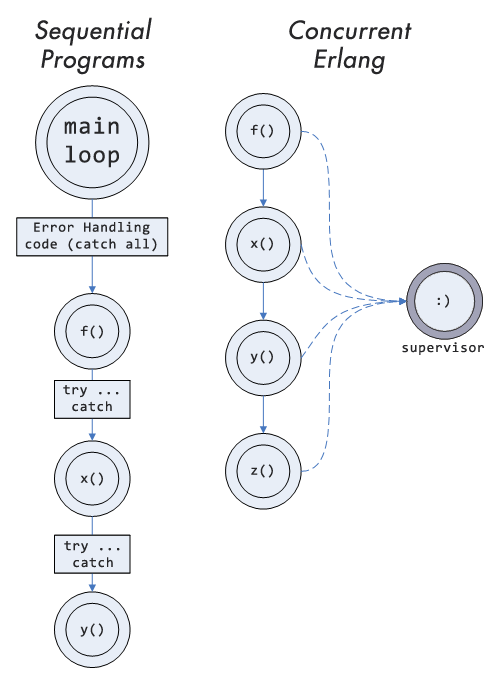 Sequential
Programs
main
loop
Error Handling
code (catch all)
f()
try ...
catch
x()
try ...
catch
y()
Concurrent
Erlang
f()
x()
y()
z()
:)
supervisor